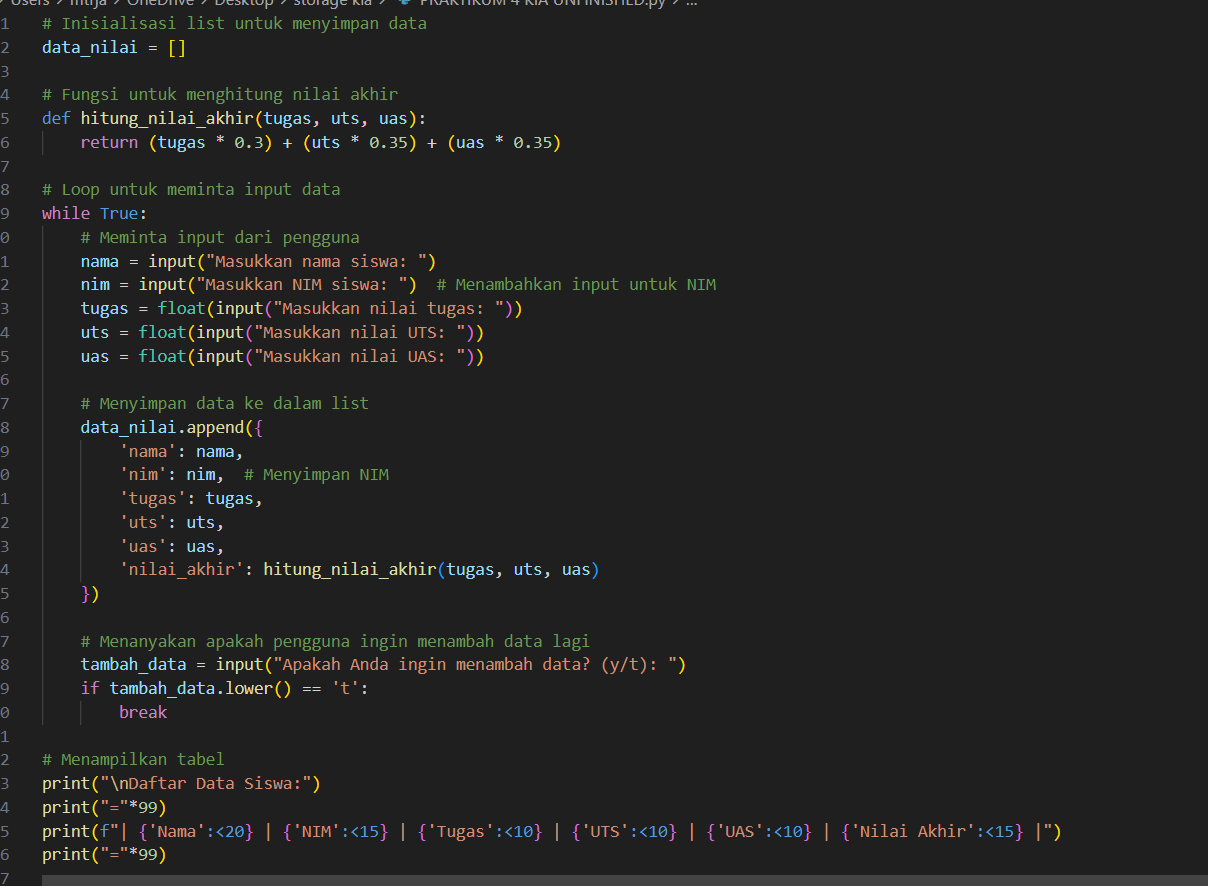 Users > mitja > OneDrive > Desktop > storage kia > PRAKTIKUM 4 KIA UNFINISHED.py > ...
1 # Inisialisasi list untuk menyimpan data
2 data_nilai = []
3
4 # Fungsi untuk menghitung nilai akhir
5 def hitung_nilai_akhir(tugas, uts, uas):
6     return (tugas * 0.3) + (uts * 0.35) + (uas * 0.35)
7
8 # Loop untuk meminta input data
9 while True:
0     # Meminta input dari pengguna
1     nama = input("Masukkan nama siswa: ")
2     nim = input("Masukkan NIM siswa: ")  # Menambahkan input untuk NIM
3     tugas = float(input("Masukkan nilai tugas: "))
4     uts = float(input("Masukkan nilai UTS: "))
5     uas = float(input("Masukkan nilai UAS: "))
6
7     # Menyimpan data ke dalam list
8     data_nilai.append({
9         'nama': nama,
0         'nim': nim,  # Menyimpan NIM
1         'tugas': tugas,
2         'uts': uts,
3         'uas': uas,
4         'nilai_akhir': hitung_nilai_akhir(tugas, uts, uas)
5     })
6
7     # Menanyakan apakah pengguna ingin menambah data lagi
8     tambah_data = input("Apakah Anda ingin menambah data? (y/t): ")
9     if tambah_data.lower() == 't':
0         break
1
2 # Menampilkan tabel
3 print("\nDaftar Data Siswa:")
4 print("="*99)
5 print(f"| {'Nama':<20} | {'NIM':<15} | {'Tugas':<10} | {'UTS':<10} | {'UAS':<10} | {'Nilai Akhir':<15} |")
6 print("="*99)
7